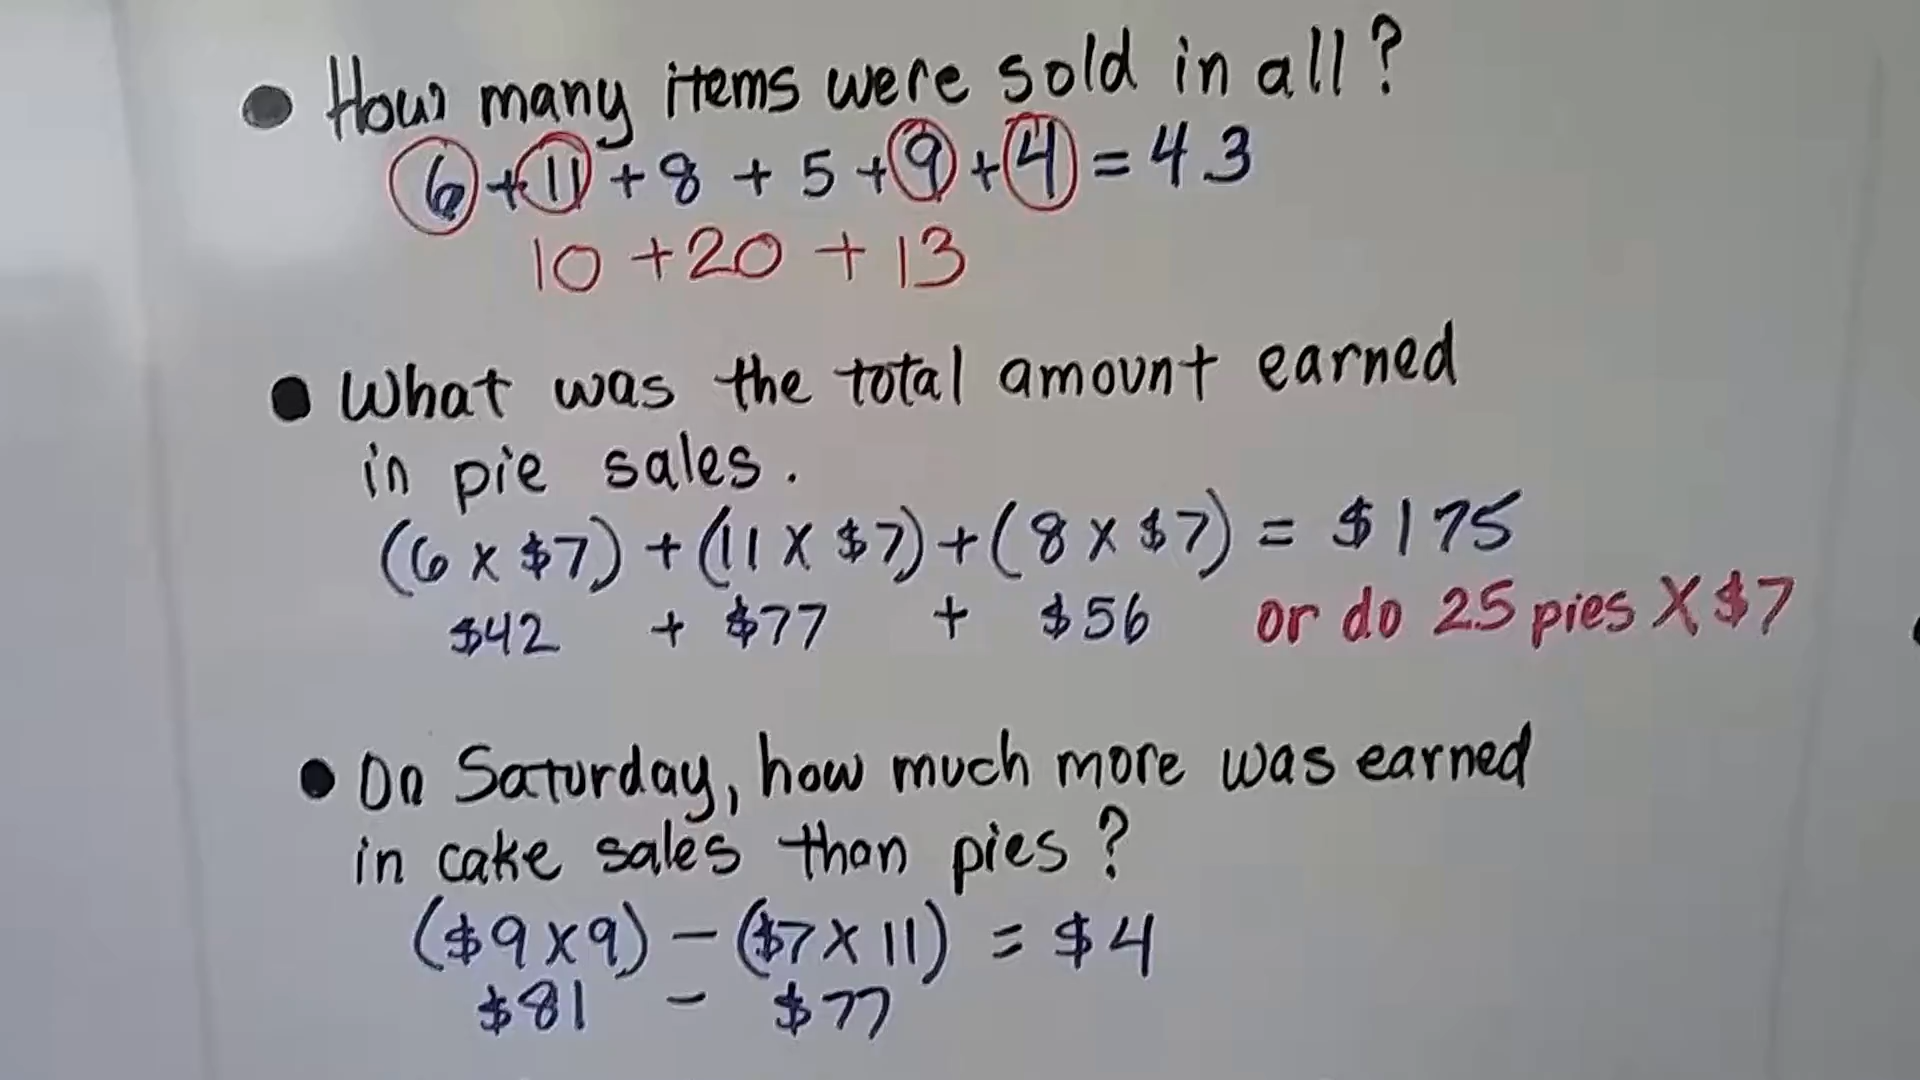 ● How many items were sold in all?
6 + 11 + 8 + 5 + 9 + 4 = 43
10 + 20 + 13
● What was the total amount earned
in pie sales.
(6 x $7) + (11 x $7) + (8 x $7) = $175
$42 + $77 + $56 or do 25 pies X $7
● On Saturday, how much more was earned
in cake sales than pies?
($9 x 9) - ($7 x 11) = $4
$81 - $77